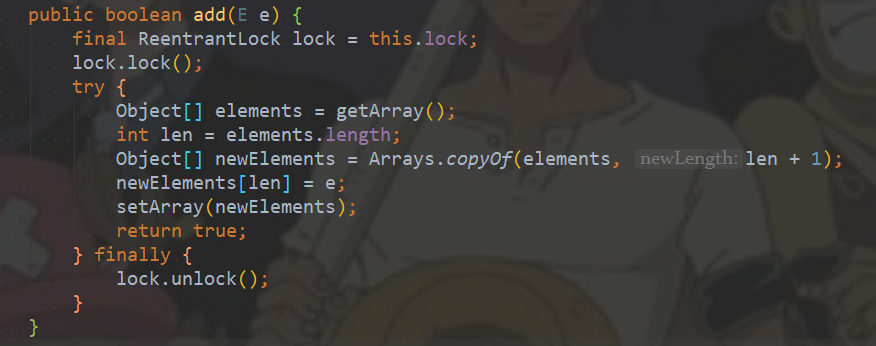 public boolean add(E e) {
    final ReentrantLock lock = this.lock;
    lock.lock();
    try {
        Object[] elements = getArray();
        int len = elements.length;
        Object[] newElements = Arrays.copyOf(elements, newLength: len + 1);
        newElements[len] = e;
        setArray(newElements);
        return true;
    } finally {
        lock.unlock();
    }
}